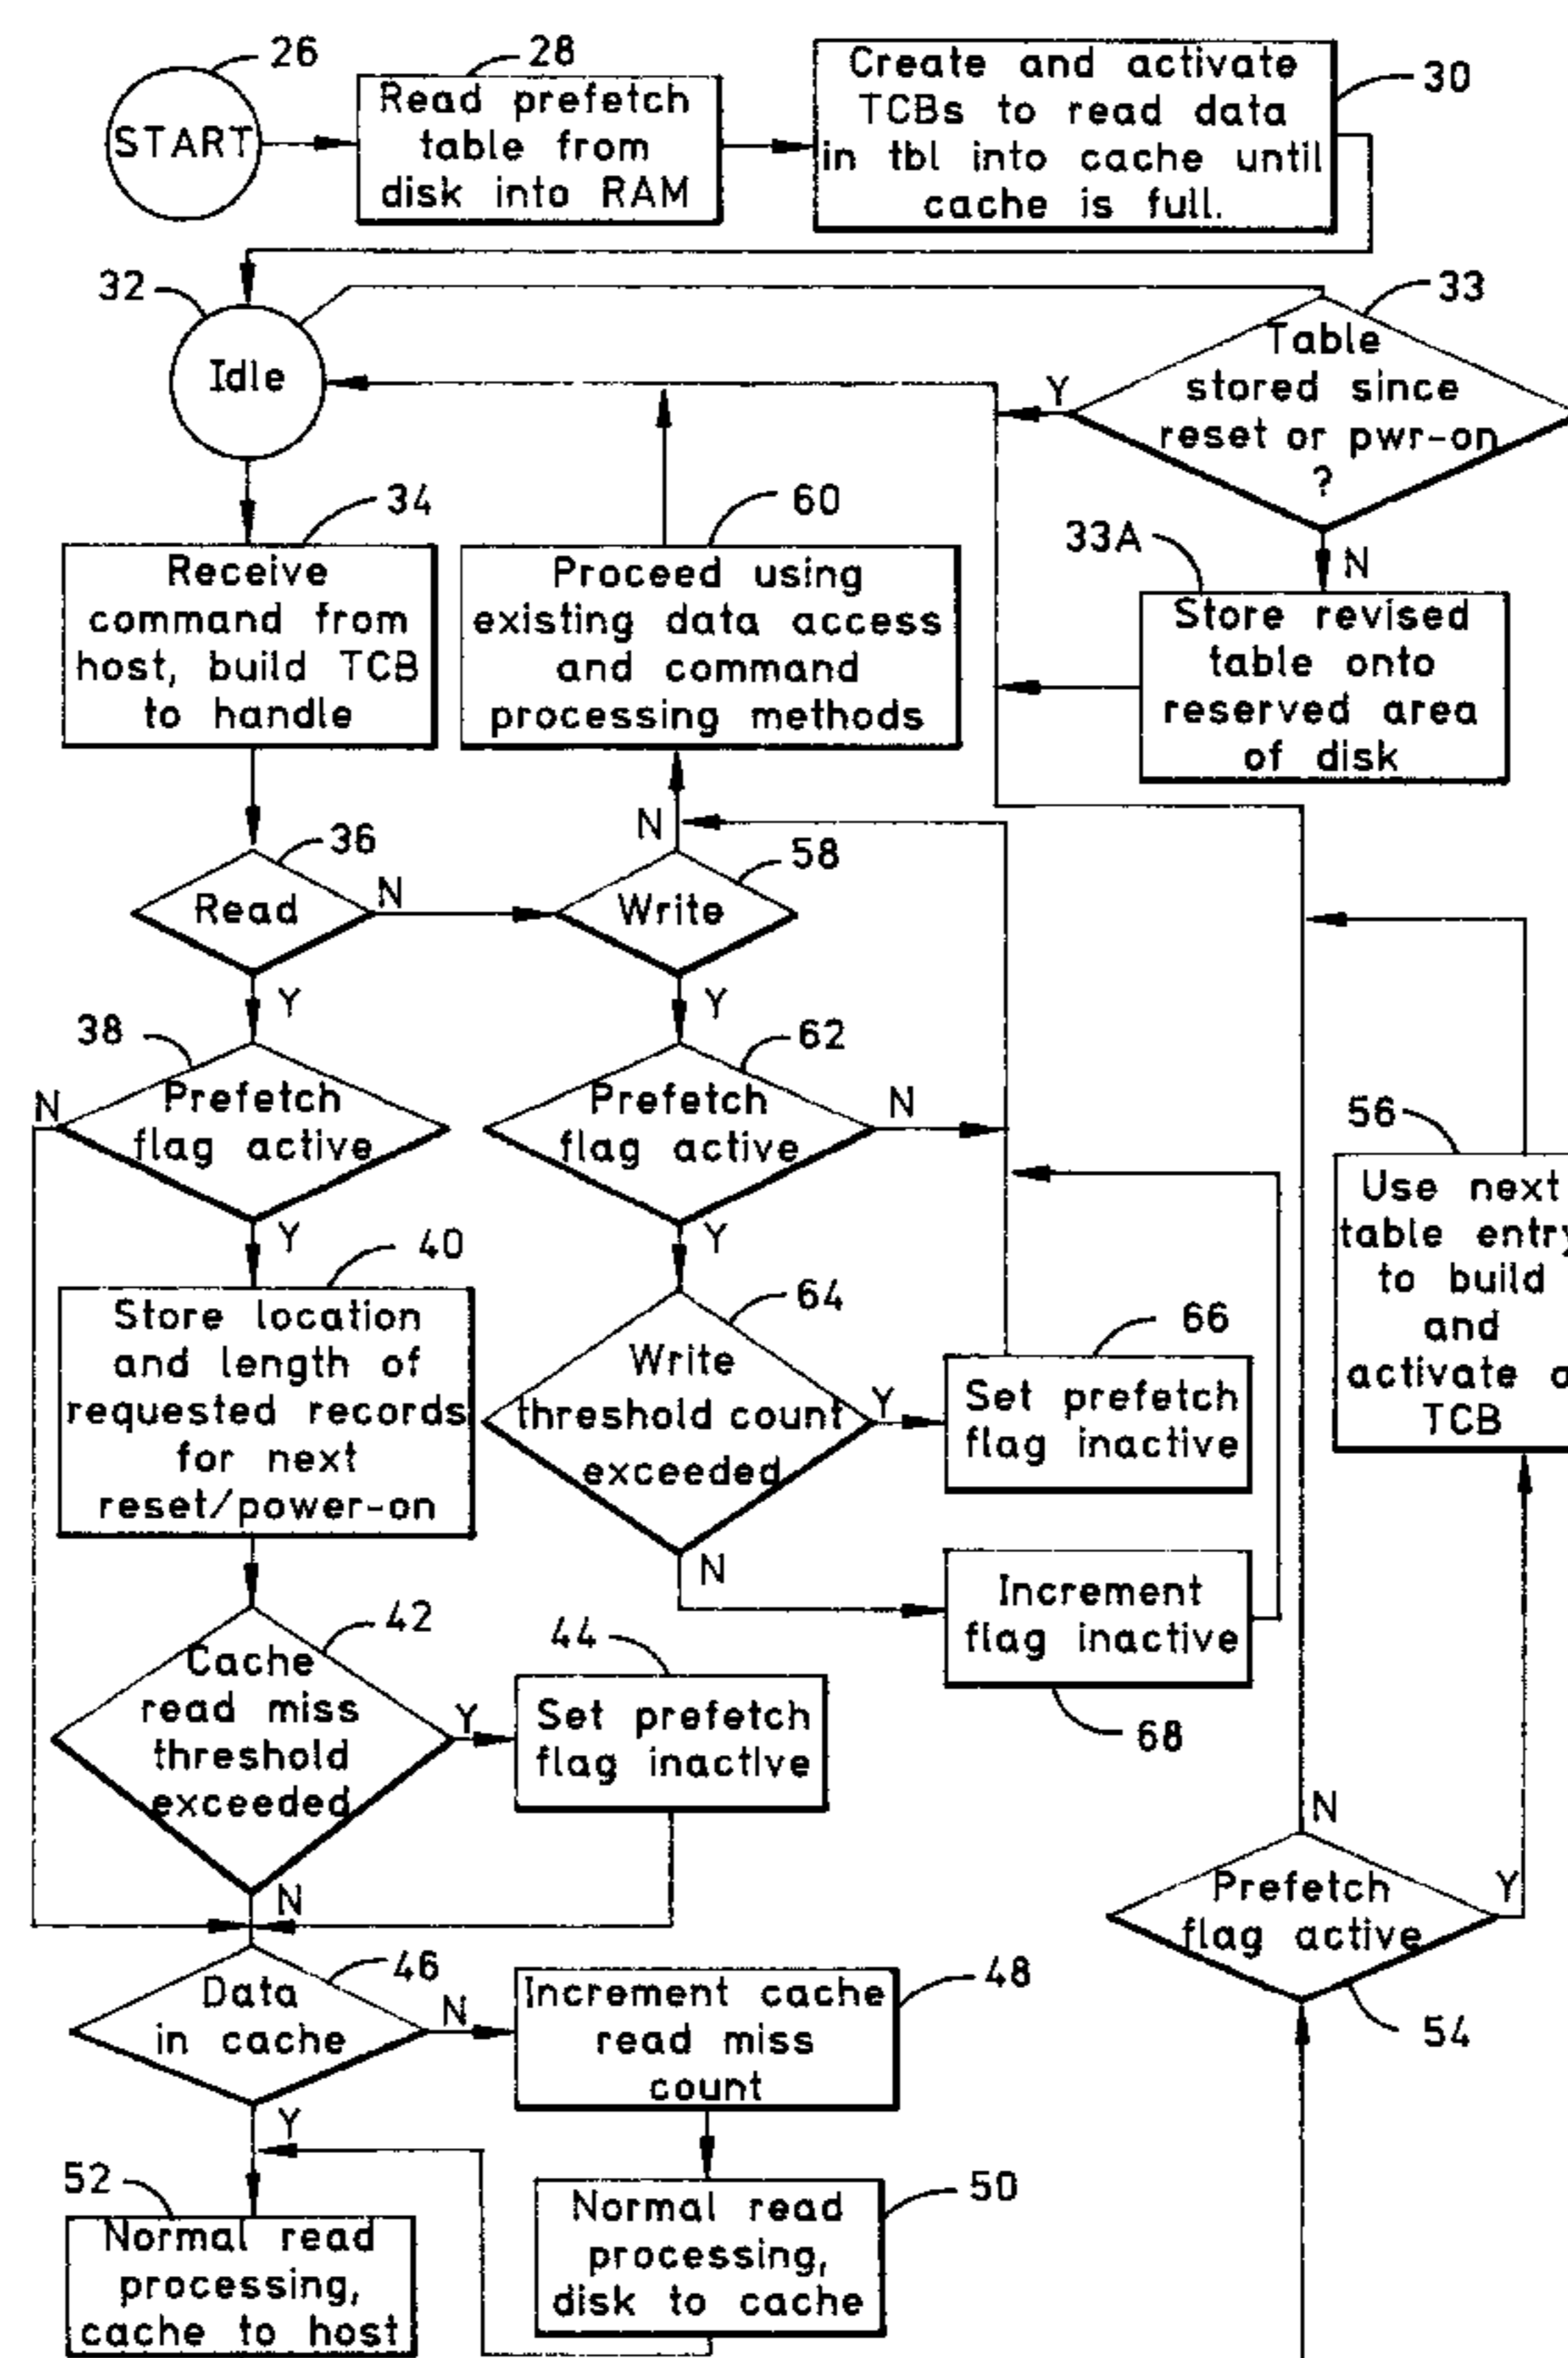 26
28
30
START
Read prefetch
table from
disk into RAM
Create and activate
TCBs to read data
in tbl into cache until
cache is full.
32
Idle
33
Table
stored since
reset or pwr-on
?
Y
N
33A
Store revised
table onto
reserved area
of disk
34
Receive
command from
host, build TCB
to handle
60
Proceed using
existing data access
and command
processing methods
36
Read
N
Y
58
Write
N
Y
38
Prefetch
flag active
N
Y
62
Prefetch
flag active
N
Y
56
Use next
table entry
to build
and
activate a
TCB
40
Store location
and length of
requested records
for next
reset/power-on
64
Write
threshold count
exceeded
Y
N
66
Set prefetch
flag inactive
Increment
flag inactive
68
42
Cache
read miss
threshold
exceeded
Y
N
44
Set prefetch
flag inactive
N
Prefetch
flag active
Y
54
46
Data
in cache
N
Y
48
Increment cache
read miss
count
50
Normal read
processing,
disk to cache
52
Normal read
processing,
cache to host